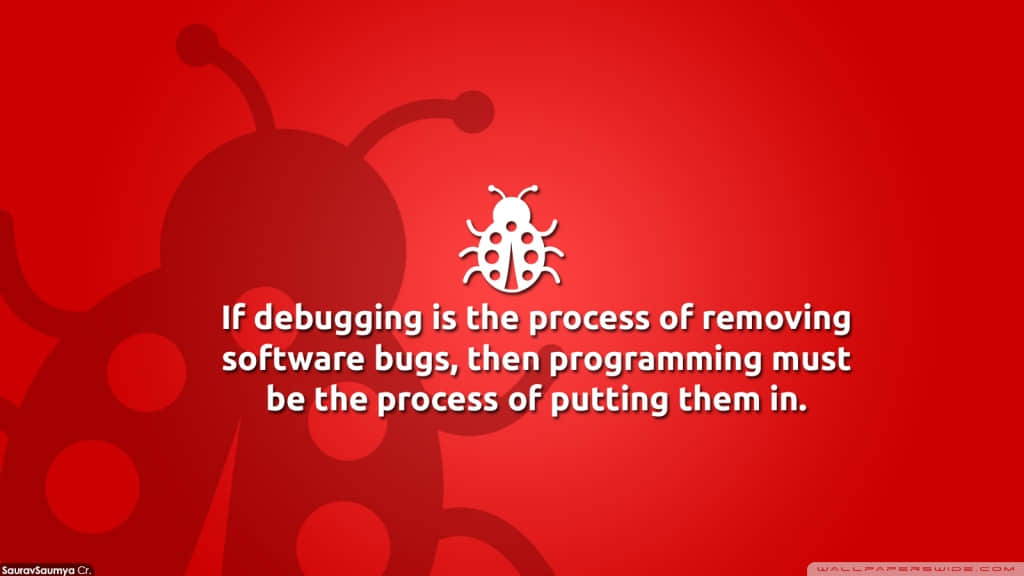 If debugging is the process of removing
software bugs, then programming must
be the process of putting them in.
SauravSaumya Cr.
WALLPAPERSWIDE.COM